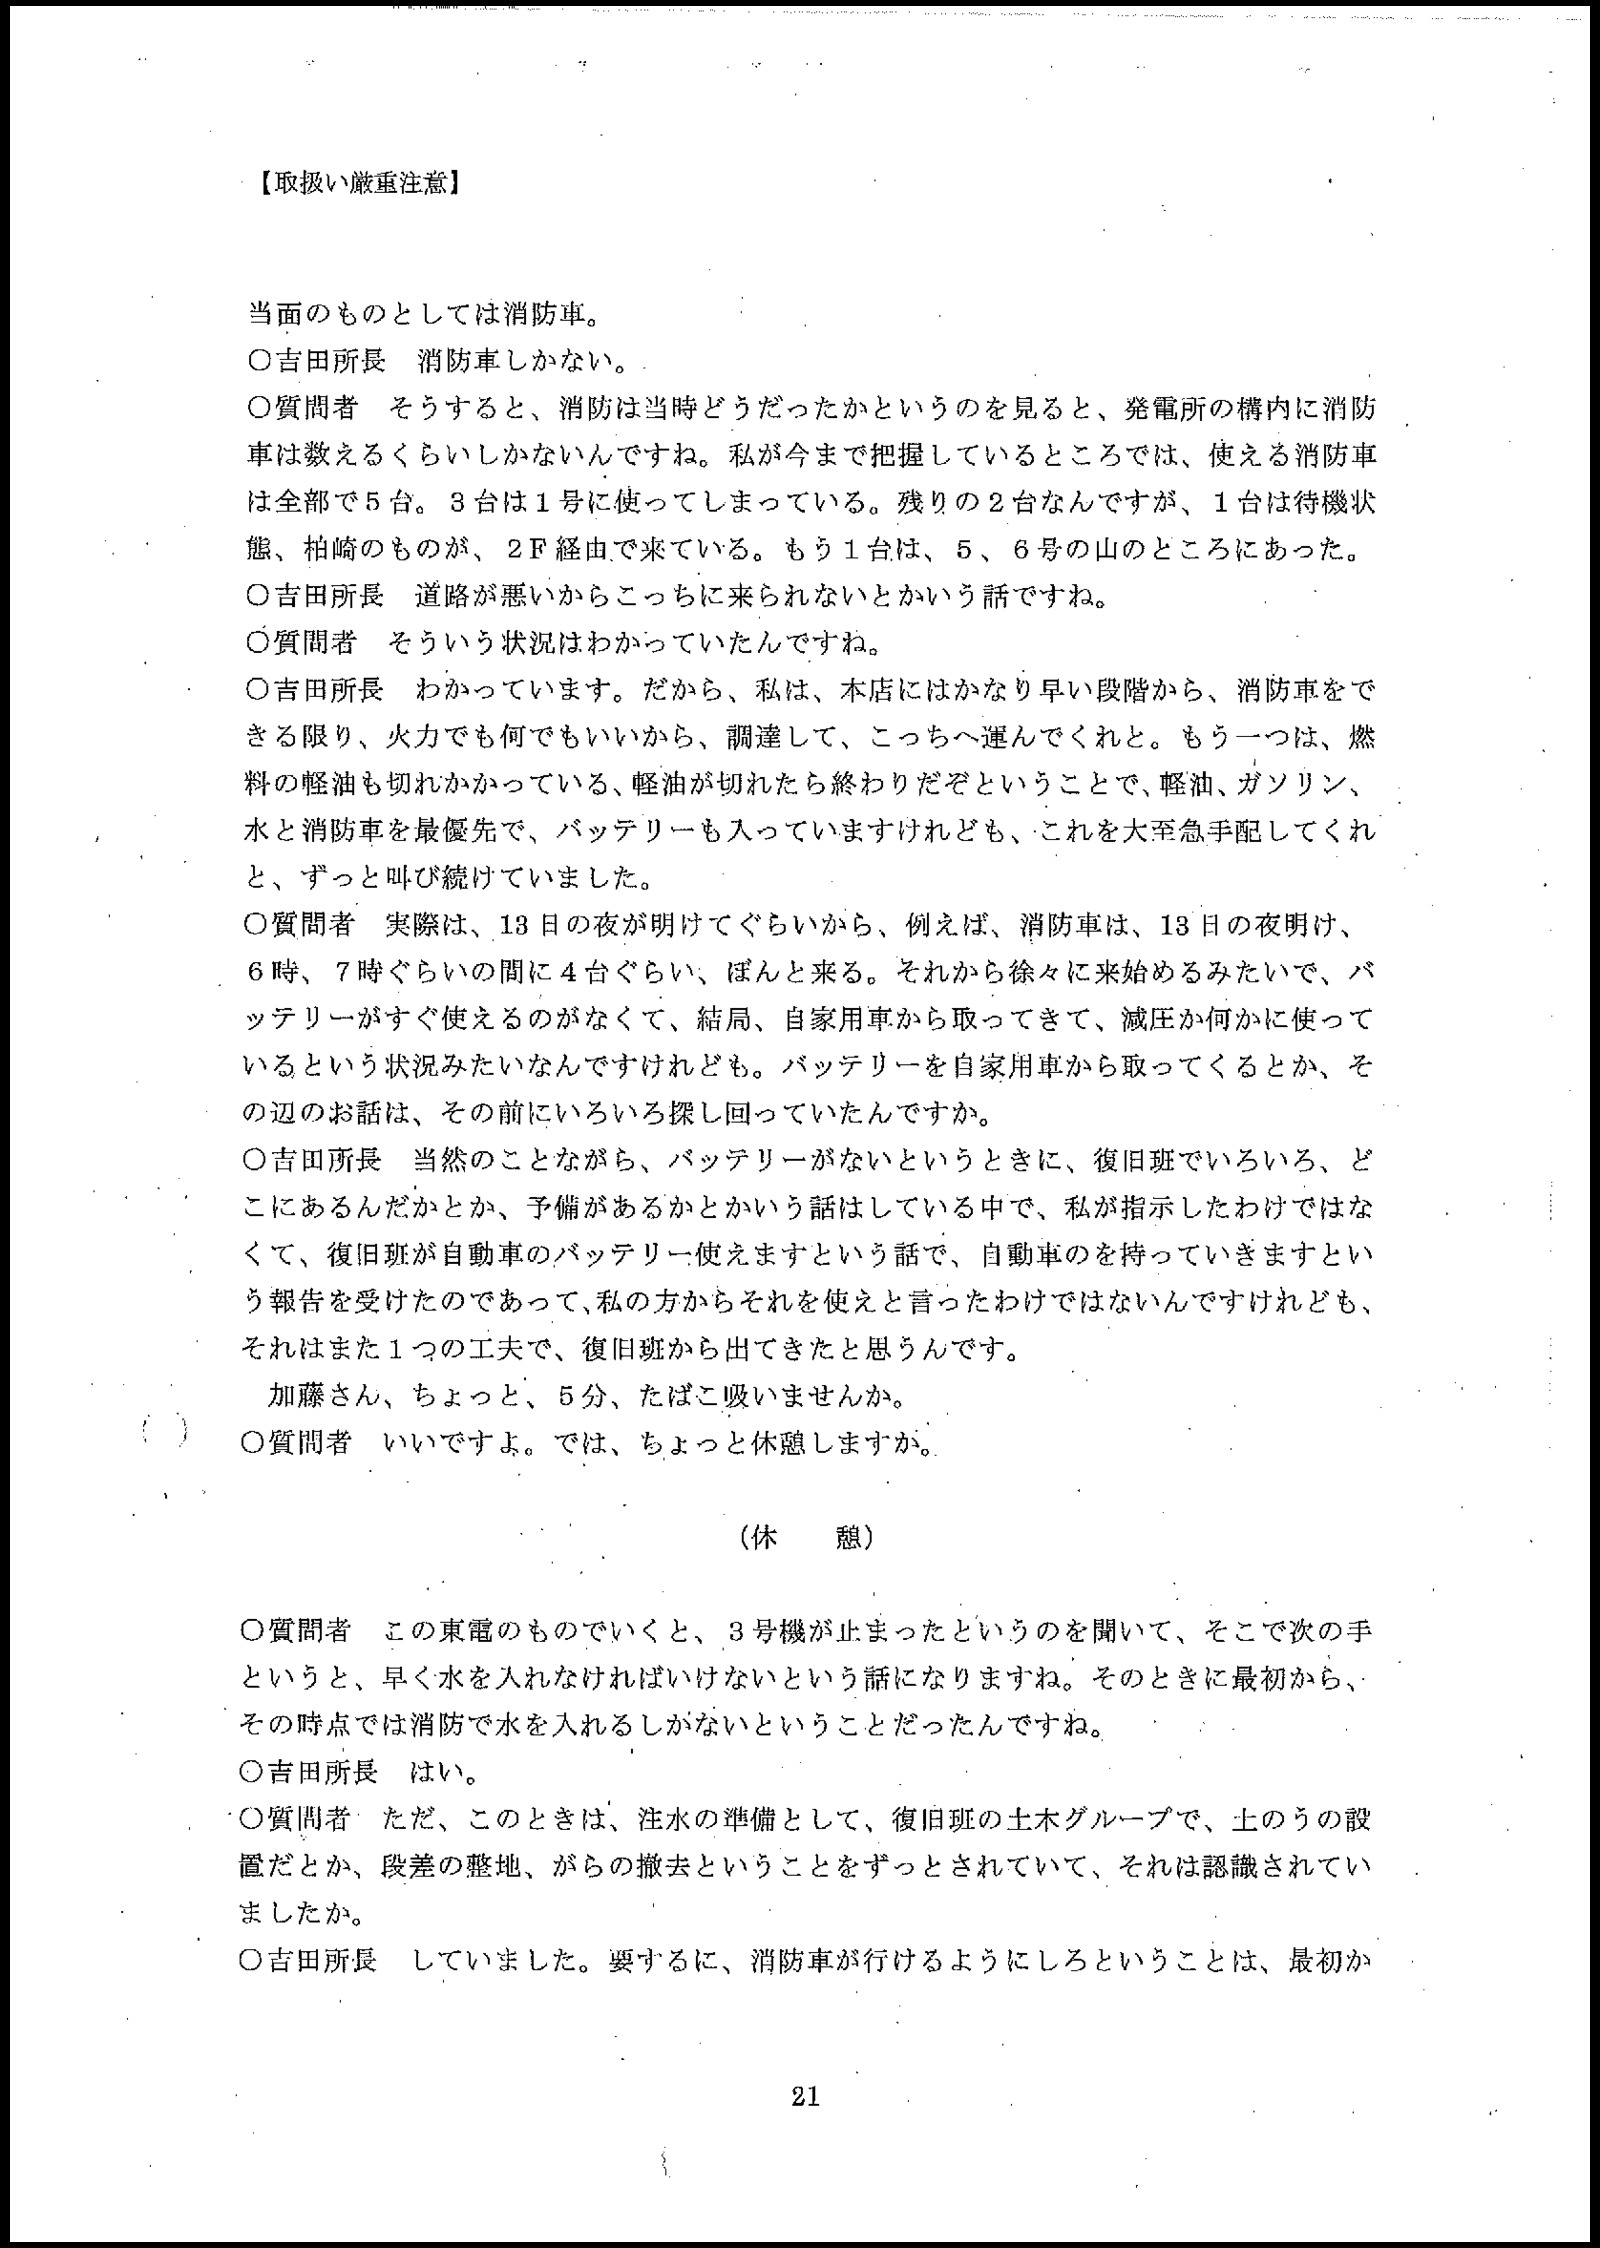 【取扱い厳重注意】
当面のものとしては消防車。
○吉田所長　消防車しかない。
○質問者　そうすると、消防は当時どうだったかというのを見ると、発電所の構内に消防
車は数えるくらいしかないんですね。私が今まで把握しているところでは、使える消防車
は全部で５台。３台は１号に使ってしまっている。残りの２台なんですが、１台は待機状
態、柏崎のものが、２Ｆ経由で来ている。もう１台は、５、６号の山のところにあった。
○吉田所長　道路が悪いからこっちに来られないとかいう話ですね。
○質問者　そういう状況はわかっていたんですね。
○吉田所長　わかっています。だから、私は、本店にはかなり早い段階から、消防車をで
きる限り、火力でも何でもいいから、調達して、こっちへ運んでくれと。もう一つは、燃
料の軽油も切れかかっている、軽油が切れたら終わりだぞということで、軽油、ガソリン、
水と消防車を最優先で、バッテリーも入っていますけれども、これを大至急手配してくれ
と、ずっと叫び続けていました。
○質問者　実際は、13 日の夜が明けてぐらいから、例えば、消防車は、13 日の夜明け、
６時、７時ぐらいの間に４台ぐらい、ぼんと来る。それから徐々に来始めるみたいで、バ
ッテリーがすぐ使えるのがなくて、結局、自家用車から取ってきて、減圧か何かに使って
いるという状況みたいなんですけれども。バッテリーを自家用車から取ってくるとか、そ
の辺のお話は、その前にいろいろ探し回っていたんですか。
○吉田所長　当然のことながら、バッテリーがないというときに、復旧班でいろいろ、ど
こにあるんだかとか、予備があるかとかいう話はしている中で、私が指示したわけではな
くて、復旧班が自動車のバッテリー使えますという話で、自動車のを持っていきますとい
う報告を受けたのであって、私の方からそれを使えと言ったわけではないんですけれども、
それはまた１つの工夫で、復旧班から出てきたと思うんです。
　加藤さん、ちょっと、５分、たばこ吸いませんか。
○質問者　いいですよ。では、ちょっと休憩しますか。
（休　　憩）
○質問者　この東電のものでいくと、３号機が止まったというのを聞いて、そこで次の手
というと、早く水を入れなければいけないという話になりますね。そのときに最初から、
その時点では消防で水を入れるしかないということだったんですね。
○吉田所長　はい。
○質問者　ただ、このときは、注水の準備として、復旧班の土木グループで、土のうの設
置だとか、段差の整地、がらの撤去ということをずっとされていて、それは認識されてい
ましたか。
○吉田所長　していました。要するに、消防車が行けるようにしろということは、最初か
21